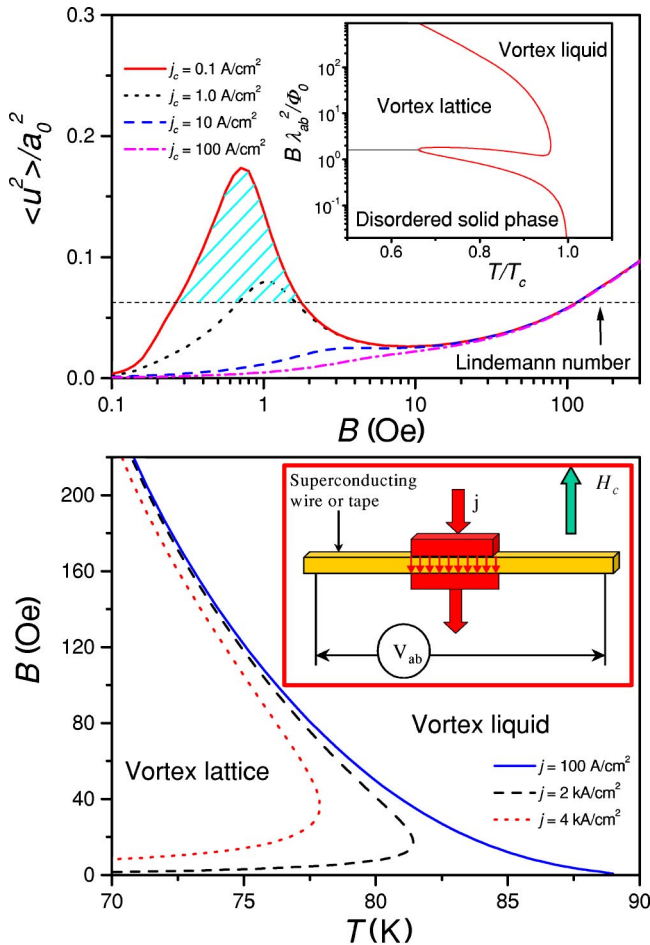 0.3
0.2
0.1
0.0
<u²>/a₀²
j_c = 0.1 A/cm²
j_c = 1.0 A/cm²
j_c = 10 A/cm²
j_c = 100 A/cm²
Vortex liquid
Vortex lattice
Disordered solid phase
B λ_ab²/Φ₀
10²
10¹
10⁰
10⁻¹
0.6 0.8 1.0
T/T_c
Lindemann number
0.1 1 10 100
B (Oe)
200
160
120
80
40
0
B (Oe)
Superconducting
wire or tape
j
H_c
V_ab
Vortex liquid
Vortex lattice
j = 100 A/cm²
j = 2 kA/cm²
j = 4 kA/cm²
70 75 80 85 90
T (K)